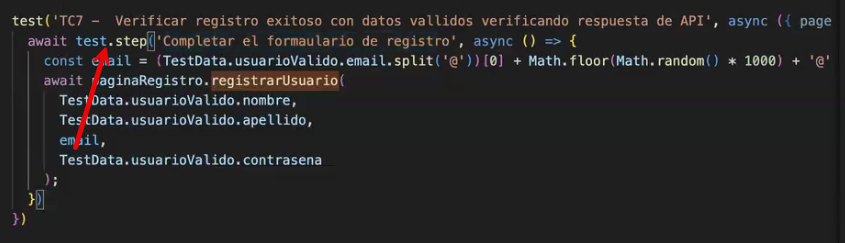 test('TC7 -  Verificar registro exitoso con datos vallidos verificando respuesta de API', async ({ page
await test.step('Completar el formaulario de registro', async () => {
const email = (TestData.usuarioValido.email.split('@'))[0] + Math.floor(Math.random() * 1000) + '@'
await paginaRegistro.registrarUsuario(
TestData.usuarioValido.nombre,
TestData.usuarioValido.apellido,
email,
TestData.usuarioValido.contrasena
);
})
})